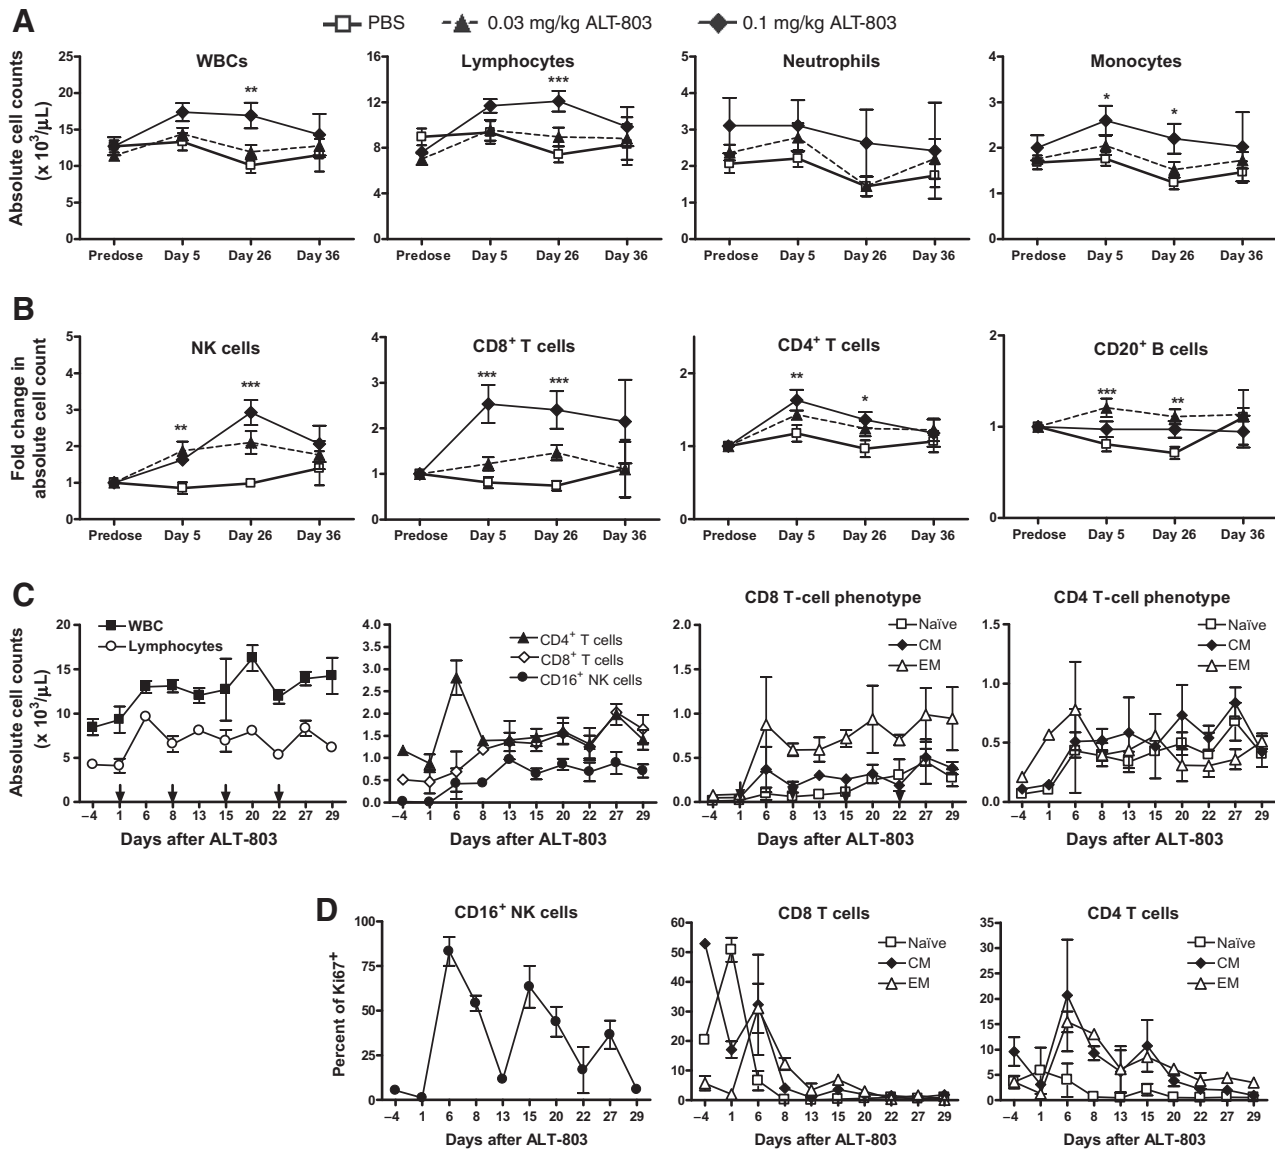 A
PBS 0.03 mg/kg ALT-803 0.1 mg/kg ALT-803
Absolute cell counts
(x 10³/μL)
WBCs
25
20
15
10
5
0
**
Predose Day 5 Day 26 Day 36
Lymphocytes
16
12
8
4
0
***
Predose Day 5 Day 26 Day 36
Neutrophils
5
4
3
2
1
0
Predose Day 5 Day 26 Day 36
Monocytes
4
3
2
1
0
* *
Predose Day 5 Day 26 Day 36
B
Fold change in
absolute cell count
NK cells
5
4
3
2
1
0
** ***
Predose Day 5 Day 26 Day 36
CD8⁺ T cells
4
3
2
1
0
*** ***
Predose Day 5 Day 26 Day 36
CD4⁺ T cells
2
1
0
** *
Predose Day 5 Day 26 Day 36
CD20⁺ B cells
2
1
0
*** **
Predose Day 5 Day 26 Day 36
C
Absolute cell counts
(x 10³/μL)
WBC
Lymphocytes
20
15
10
5
0
–4 1 6 8 13 15 20 22 27 29
Days after ALT-803
CD4⁺ T cells
CD8⁺ T cells
CD16⁺ NK cells
4.0
3.5
3.0
2.5
2.0
1.5
1.0
0.5
0.0
–4 1 6 8 13 15 20 22 27 29
Days after ALT-803
CD8 T-cell phenotype
Naïve
CM
EM
2.0
1.5
1.0
0.5
0.0
–4 1 6 8 13 15 20 22 27 29
Days after ALT-803
CD4 T-cell phenotype
Naïve
CM
EM
1.5
1.0
0.5
0.0
–4 1 6 8 13 15 20 22 27 29
Days after ALT-803
D
Percent of Ki67⁺
CD16⁺ NK cells
100
75
50
25
0
–4 1 6 8 13 15 20 22 27 29
Days after ALT-803
CD8 T cells
Naïve
CM
EM
60
50
40
30
20
10
0
–4 1 6 8 13 15 20 22 27 29
Days after ALT-803
CD4 T cells
Naïve
CM
EM
35
30
25
20
15
10
5
0
–4 1 6 8 13 15 20 22 27 29
Days after ALT-803